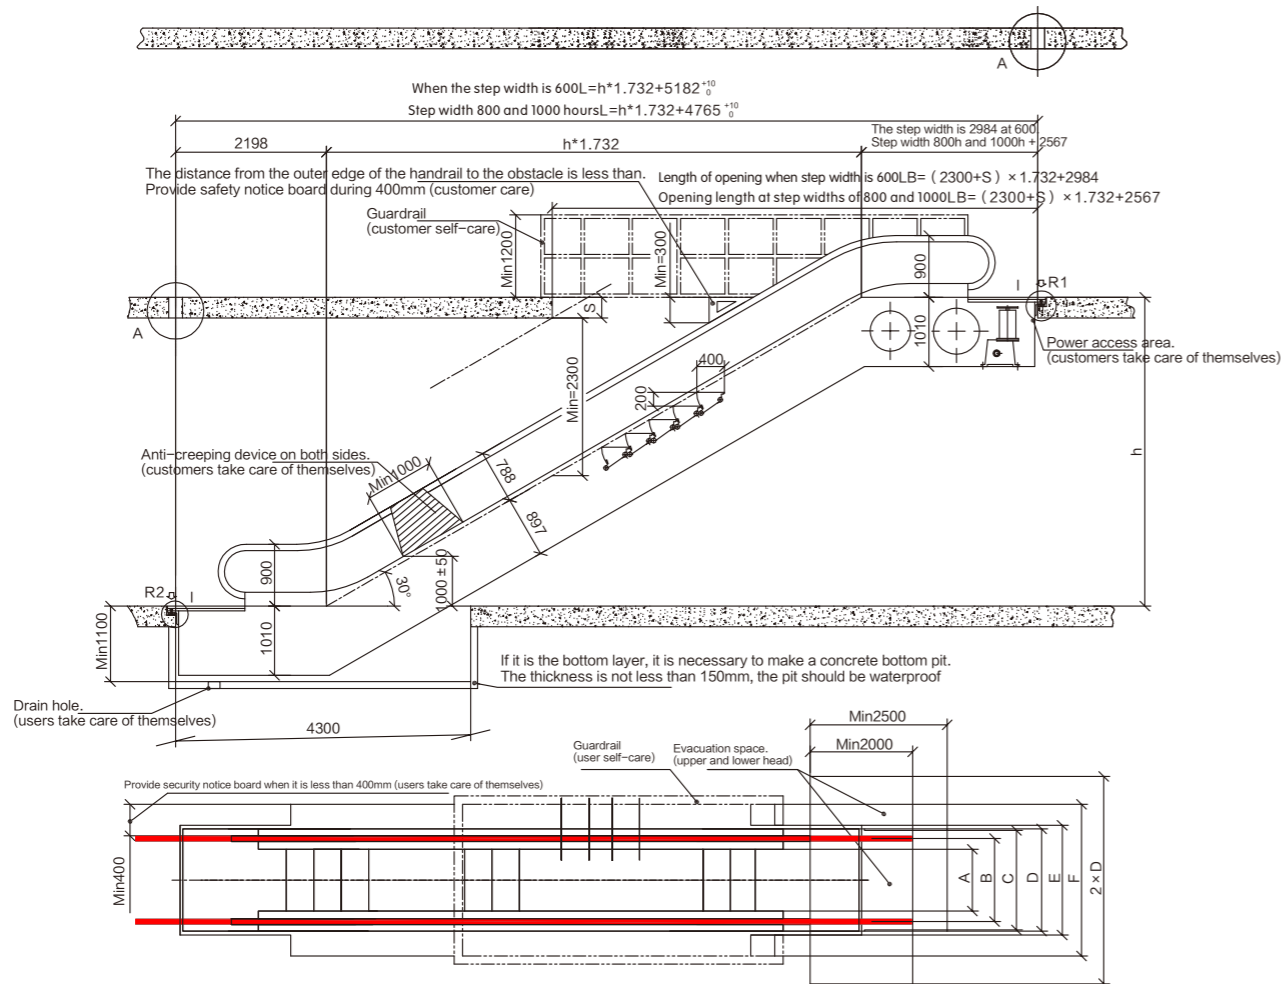 A
When the step width is 600L=h*1.732+5182 +10 0
Step width 800 and 1000 hoursL=h*1.732+4765 +10 0
The step width is 2984 at 600.
Step width 800h and 1000h + 2567
2198
h*1.732
The distance from the outer edge of the handrail to the obstacle is less than.
Provide safety notice board during 400mm (customer care)
Length of opening when step width is 600LB=（2300+S）×1.732+2984
Opening length at step widths of 800 and 1000LB=（2300+S）×1.732+2567
Guardrail
(customer self-care)
Min1200
Min=300
900
I
R1
S
A
1010
Power access area.
(customers take care of themselves)
Min=2300
400
200
h
Anti-creeping device on both sides.
(customers take care of themselves)
Min1000
788
897
900
30°
1000±50
R2
I
Min1100
1010
If it is the bottom layer, it is necessary to make a concrete bottom pit.
The thickness is not less than 150mm, the pit should be waterproof
Drain hole.
(users take care of themselves)
4300
Min2500
Min2000
Guardrail
(user self-care)
Evacuation space.
(upper and lower head)
Provide security notice board when it is less than 400mm (users take care of themselves)
Min400
A
B
C
D
E
F
2×D